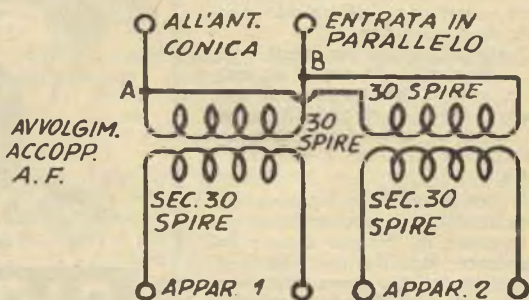 ALL'ANT.
CONICA
ENTRATA IN
PARALLELO
B
A
30 SPIRE
30
SPIRE
AVVOLGIM.
ACCOPP.
A.F.
SEC. 30
SPIRE
SEC. 30
SPIRE
APPAR. 1
APPAR. 2